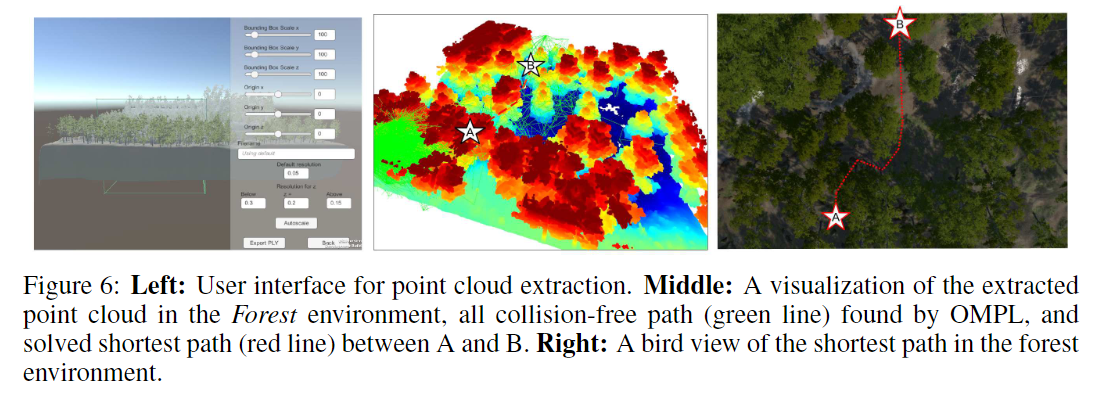 Bounding Box Scale x
100
Bounding Box Scale y
100
Bounding Box Scale z
100
Origin x
0
Origin y
0
Origin z
0
Filename
Using default
Default resolution
0.05
Resolution for z
Below
z =
Above
0.3
0.2
0.15
Autoscale
Export PLY
Back
A
B
A
B
Figure 6: Left: User interface for point cloud extraction. Middle: A visualization of the extracted
point cloud in the Forest environment, all collision-free path (green line) found by OMPL, and
solved shortest path (red line) between A and B. Right: A bird view of the shortest path in the forest
environment.